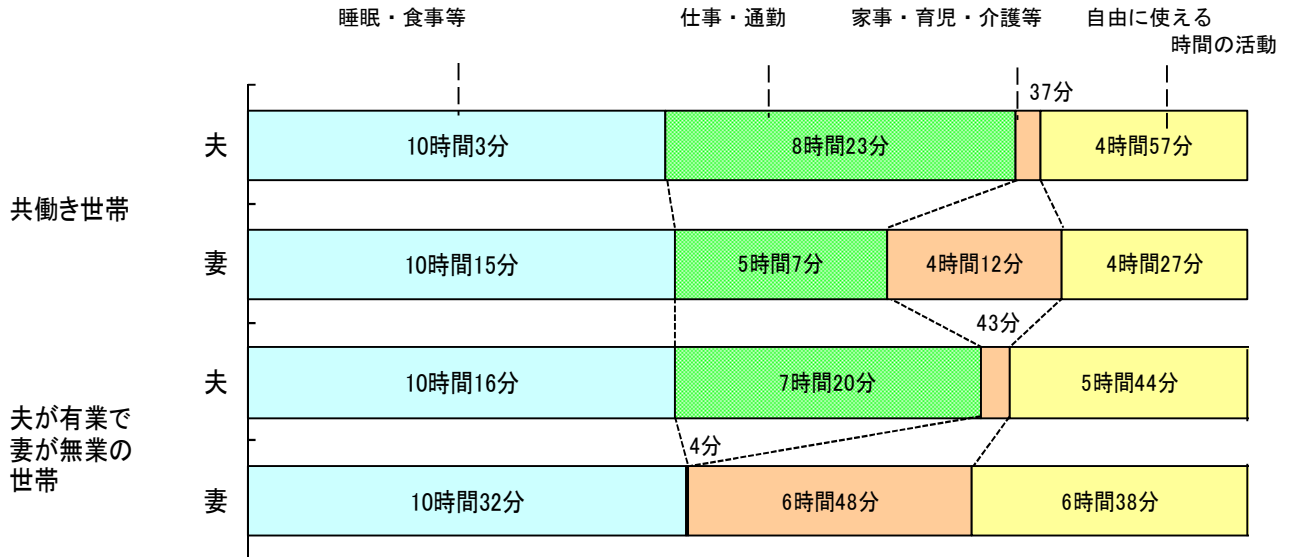 睡眠・食事等
仕事・通勤
家事・育児・介護等
自由に使える
時間の活動
37分
夫
10時間3分
8時間23分
4時間57分
共働き世帯
妻
10時間15分
5時間7分
4時間12分
4時間27分
43分
夫
10時間16分
7時間20分
5時間44分
夫が有業で
妻が無業の
世帯
4分
妻
10時間32分
6時間48分
6時間38分